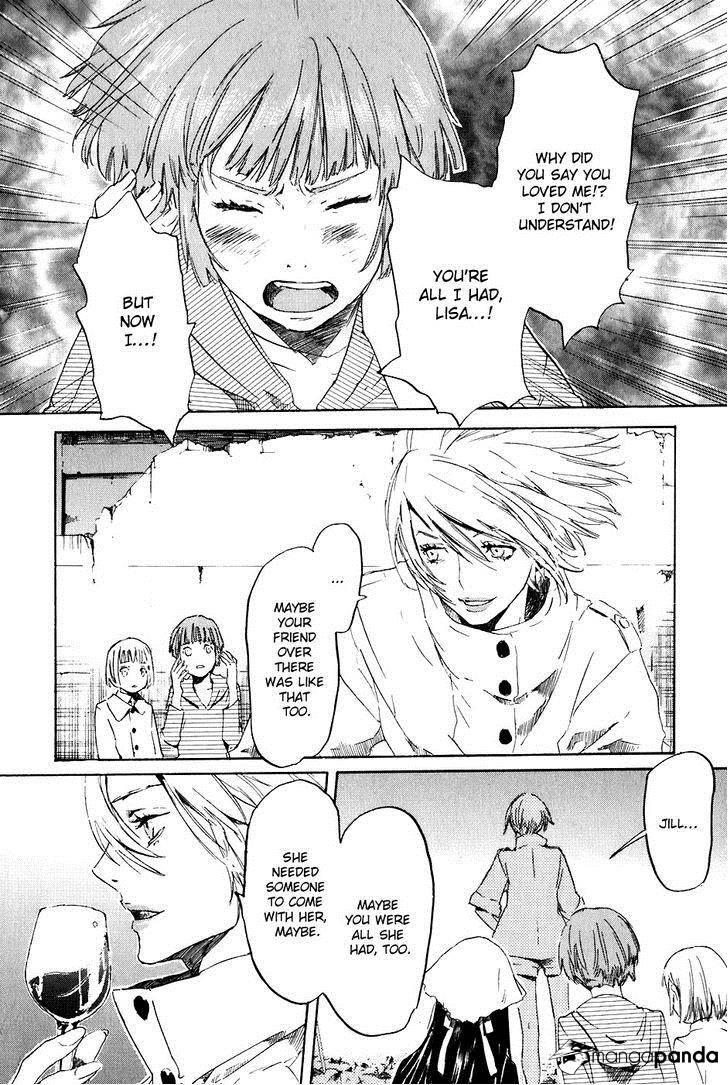 WHY DID
YOU SAY YOU
LOVED ME!?
I DON'T
UNDERSTAND!
YOU'RE
ALL I HAD,
LISA...!
BUT
NOW
I...!
...
MAYBE
YOUR
FRIEND
OVER
THERE
WAS LIKE
THAT
TOO.
JILL...
MAYBE
YOU WERE
ALL SHE
HAD, TOO.
SHE
NEEDED
SOMEONE
TO COME
WITH HER,
MAYBE.
mangapanda